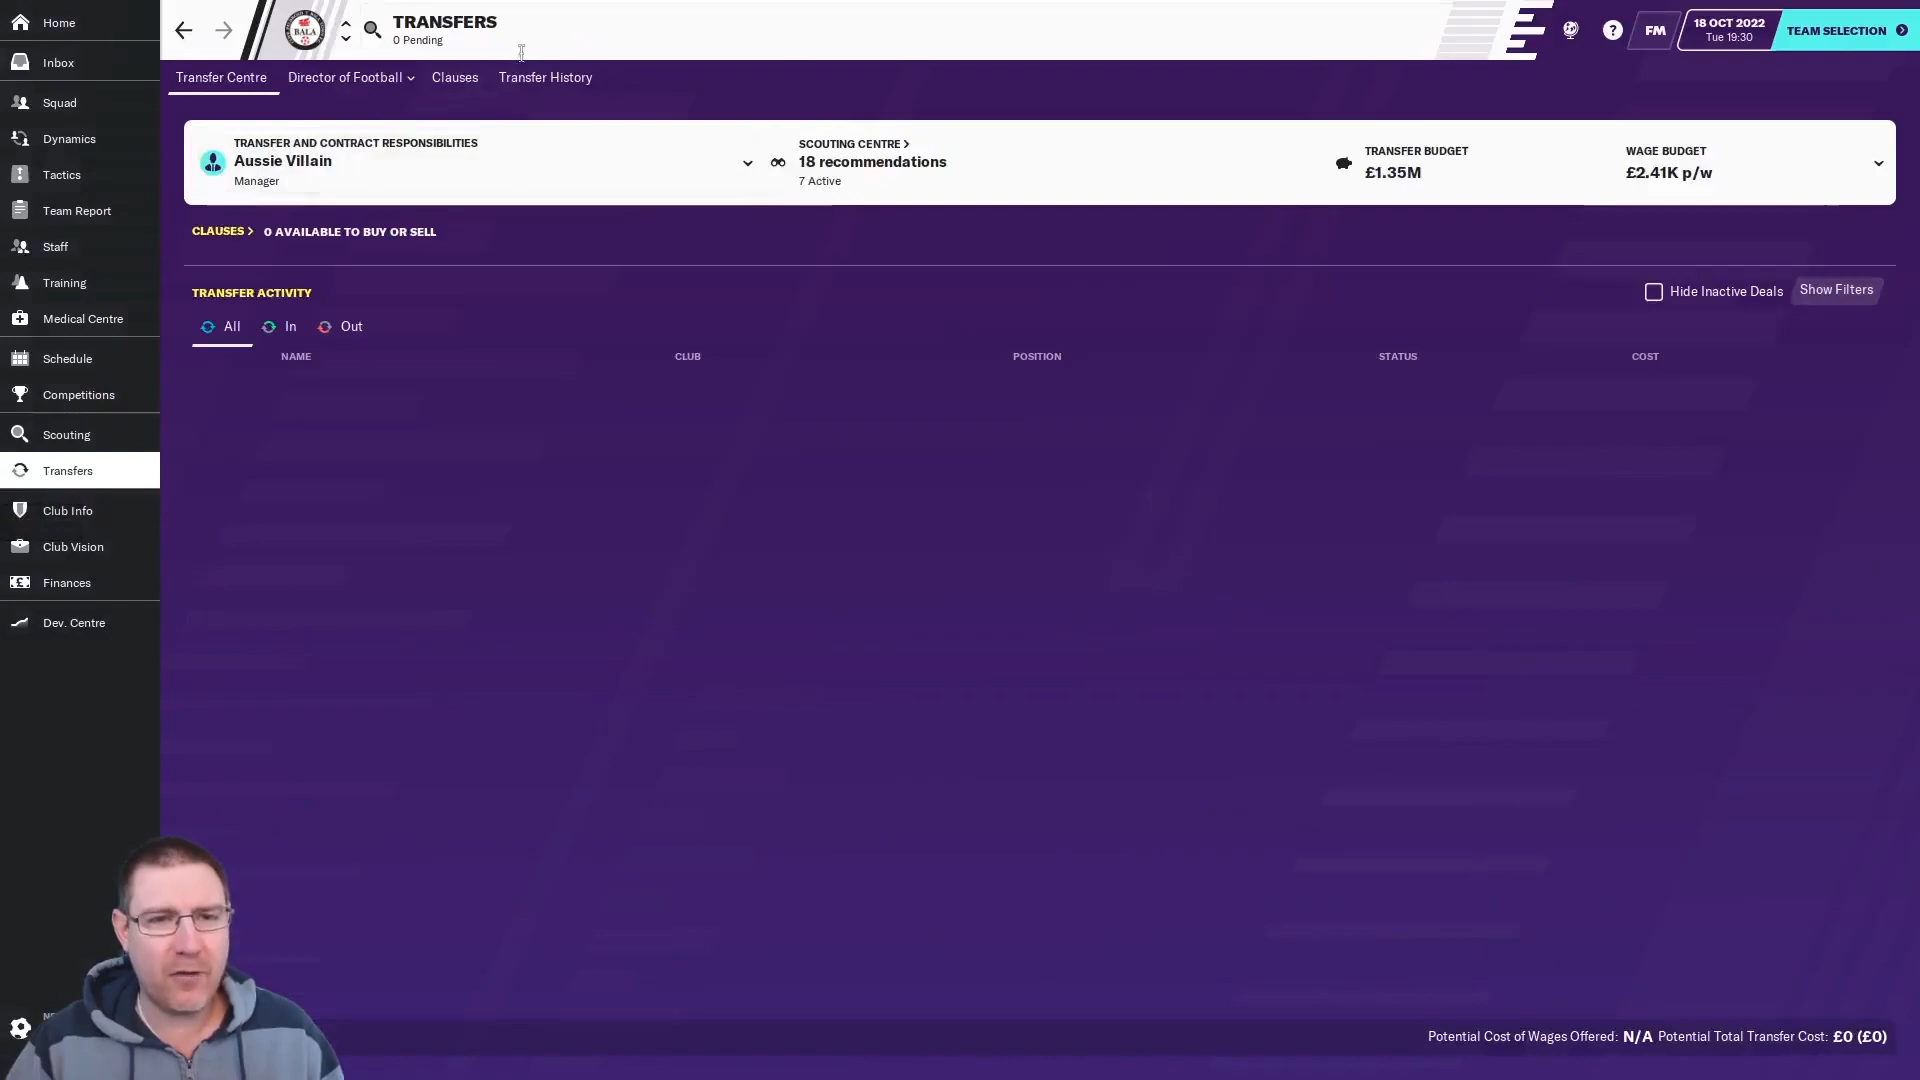 Home
Inbox
Squad
Dynamics
Tactics
Team Report
Staff
Training
Medical Centre
Schedule
Competitions
Scouting
Transfers
Club Info
Club Vision
Finances
Dev. Centre
BALA
TRANSFERS
0 Pending
FM
18 OCT 2022
Tue 19:30
TEAM SELECTION
Transfer Centre Director of Football Clauses Transfer History
TRANSFER AND CONTRACT RESPONSIBILITIES
Aussie Villain
Manager
SCOUTING CENTRE >
18 recommendations
7 Active
TRANSFER BUDGET
£1.35M
WAGE BUDGET
£2.41K p/w
CLAUSES > 0 AVAILABLE TO BUY OR SELL
TRANSFER ACTIVITY
Hide Inactive Deals Show Filters
All In Out
NAME CLUB POSITION STATUS COST
Potential Cost of Wages Offered: N/A Potential Total Transfer Cost: £0 (£0)